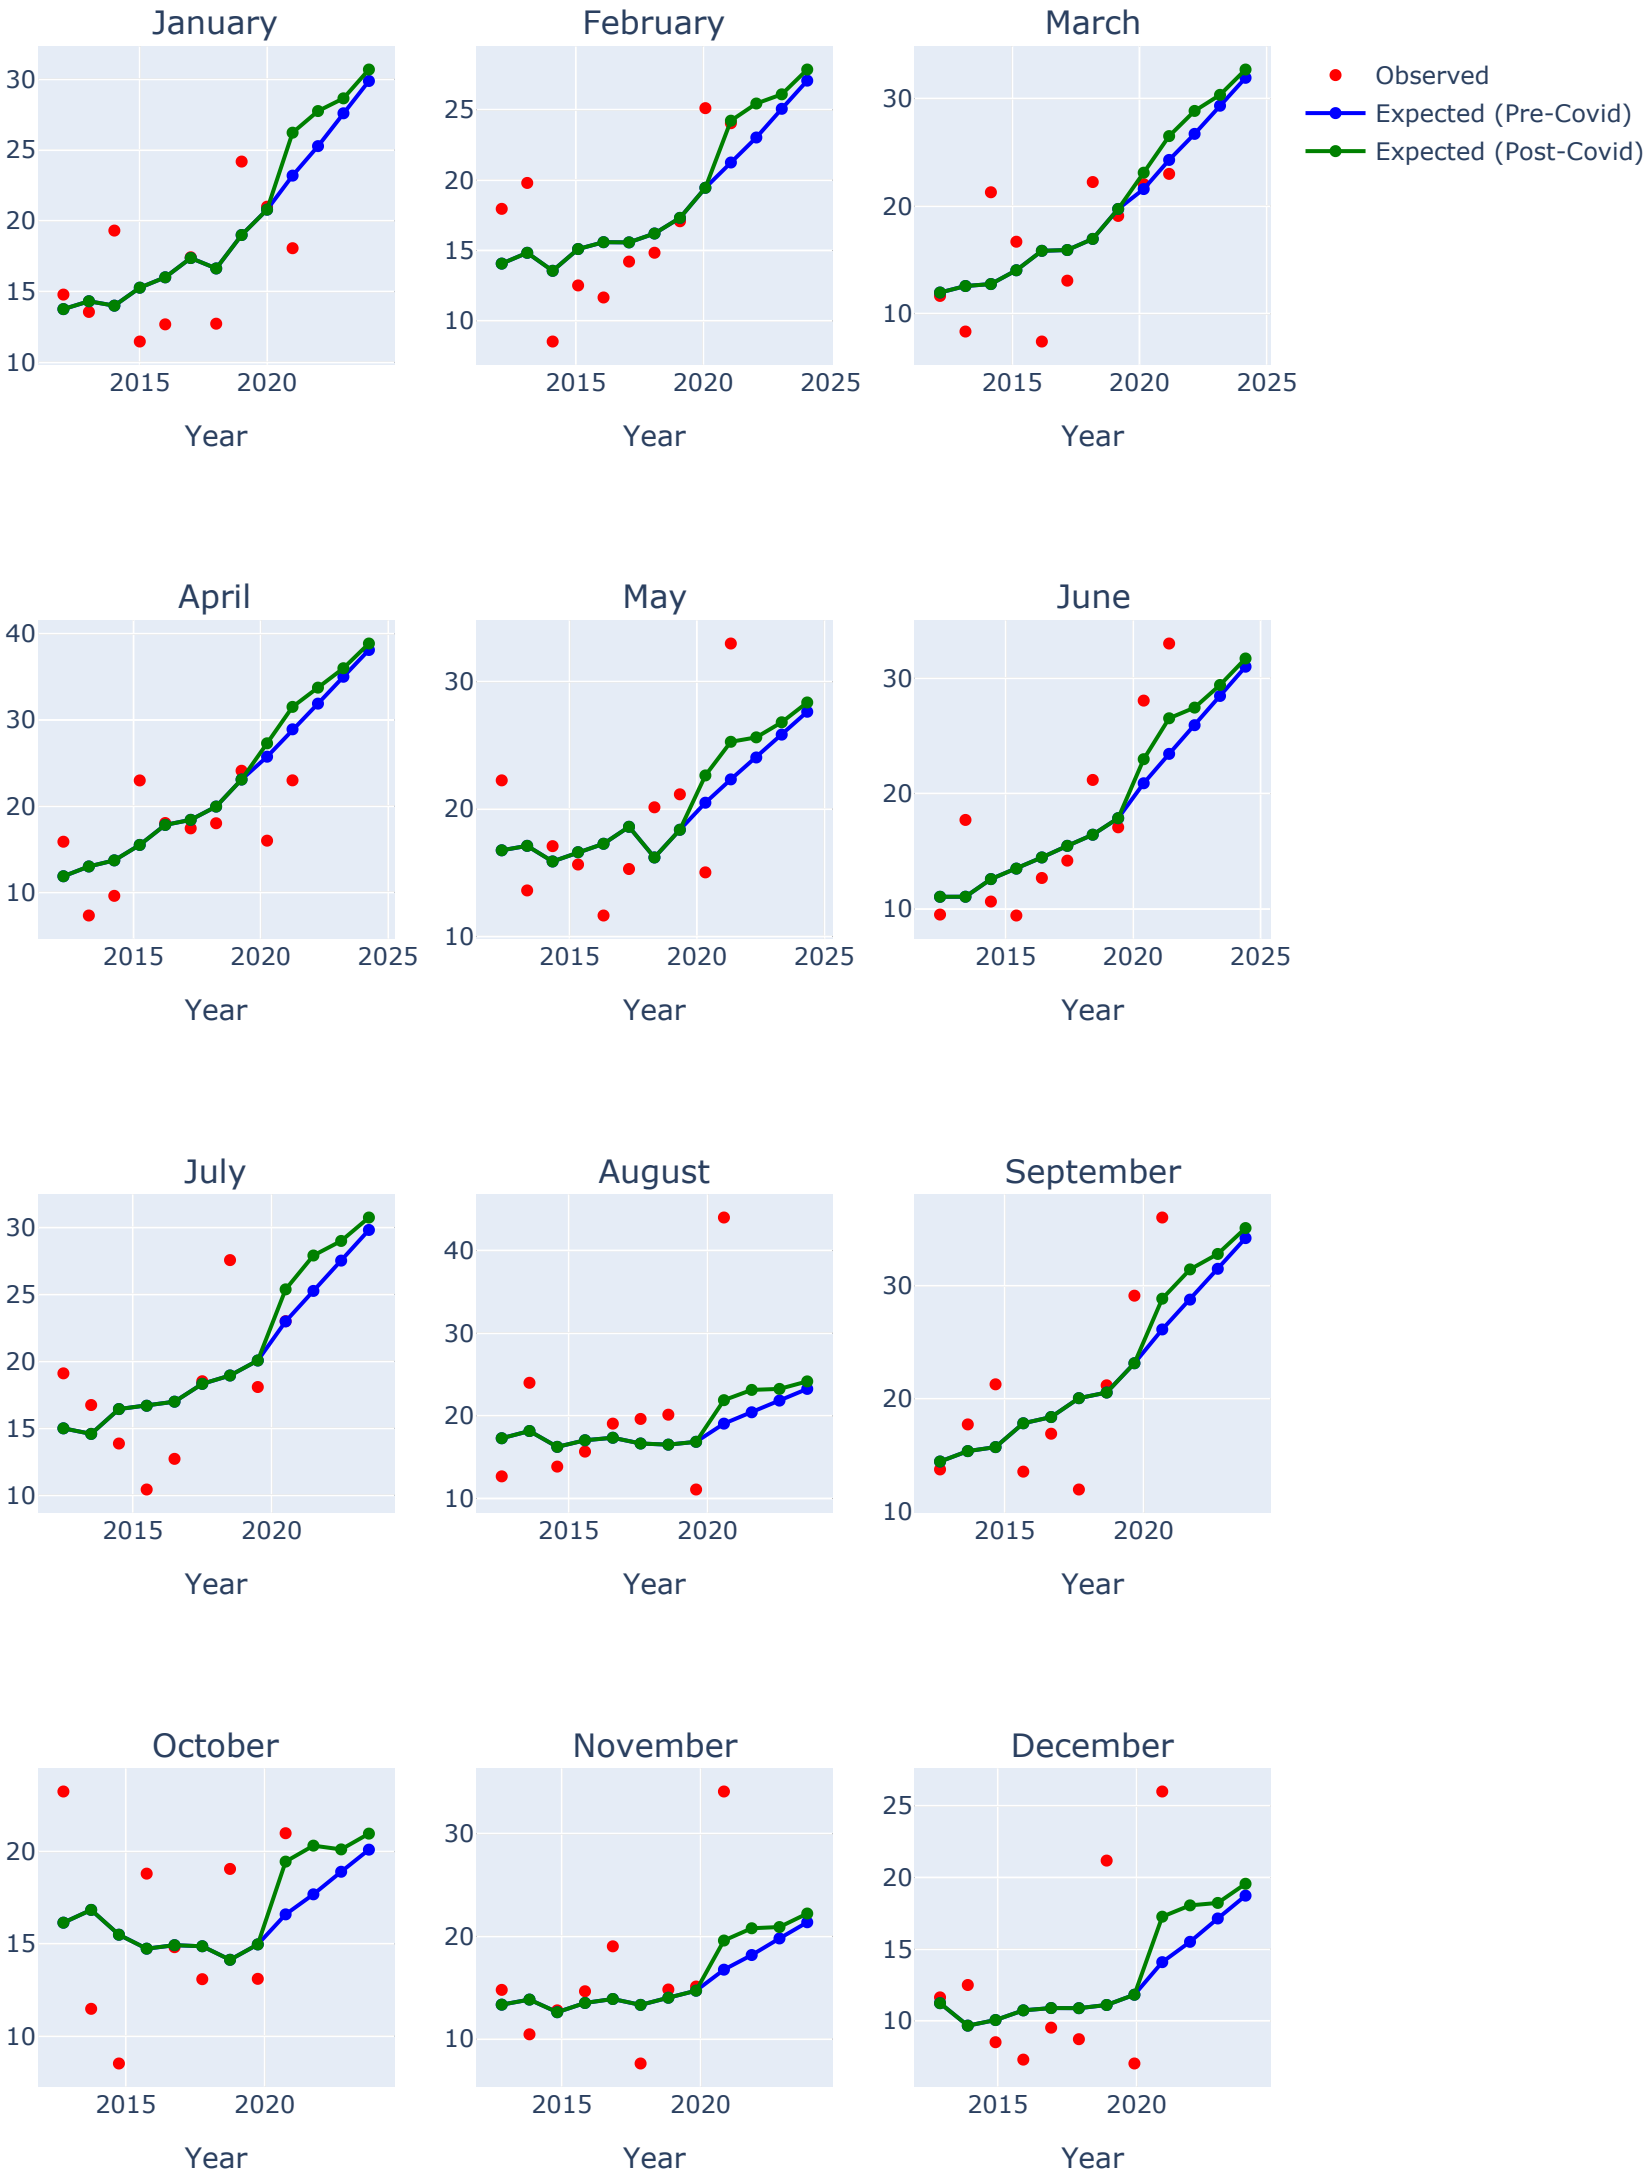 January
February
March
Observed
Expected (Pre-Covid)
Expected (Post-Covid)
30
25
20
15
10
2015
2020
Year
25
20
15
10
2015
2020
2025
Year
30
20
10
2015
2020
2025
Year
April
May
June
40
30
20
10
2015
2020
2025
Year
30
20
10
2015
2020
2025
Year
30
20
10
2015
2020
2025
Year
July
August
September
30
25
20
15
10
2015
2020
Year
40
30
20
10
2015
2020
Year
30
20
10
2015
2020
Year
October
November
December
20
15
10
2015
2020
Year
30
20
10
2015
2020
Year
25
20
15
10
2015
2020
Year